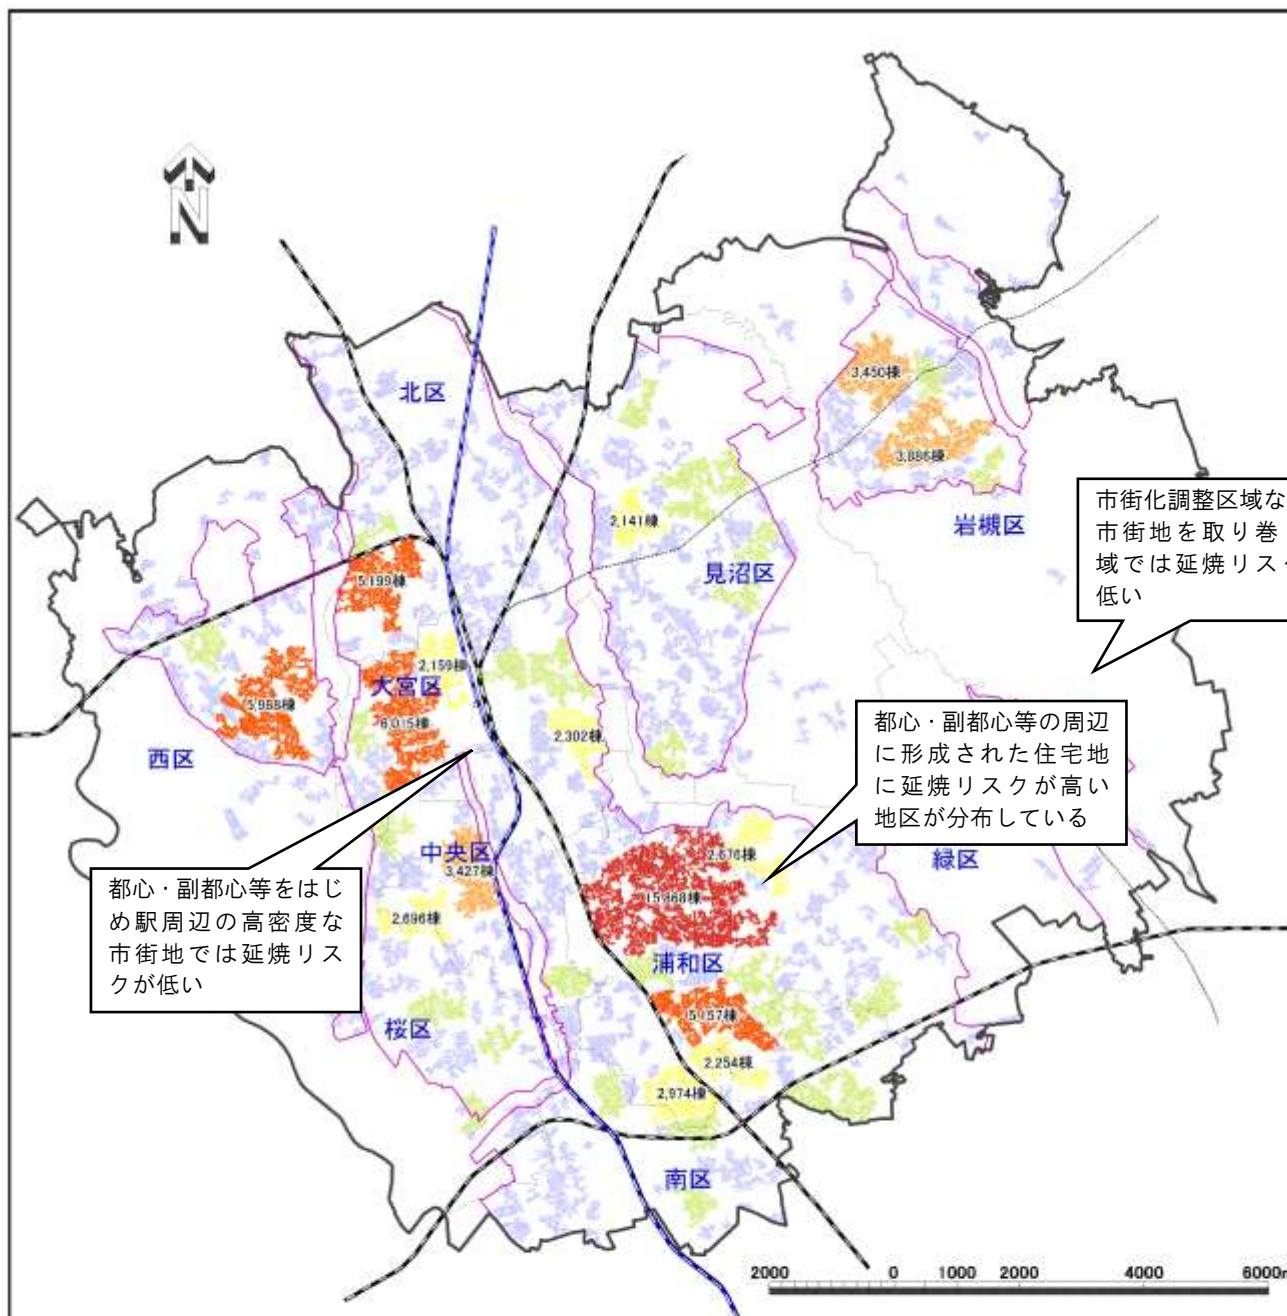 N
北区
3,450棟
3,886棟
2,141棟
岩槻区
見沼区
市街化調整区域な
市街地を取り巻
域では延焼リスク
低い
5,199棟
2,159棟
大宮区
5,988棟
6,015棟
2,302棟
西区
都心・副都心等の周辺
に形成された住宅地
に延焼リスクが高い
地区が分布している
中央区
3,427棟
2,676棟
緑区
都心・副都心等をはじ
め駅周辺の高密度な
市街地では延焼リス
クが低い
2,696棟
15,968棟
浦和区
桜区
5,157棟
2,254棟
2,974棟
南区
2000 0 1000 2000 4000 6000m